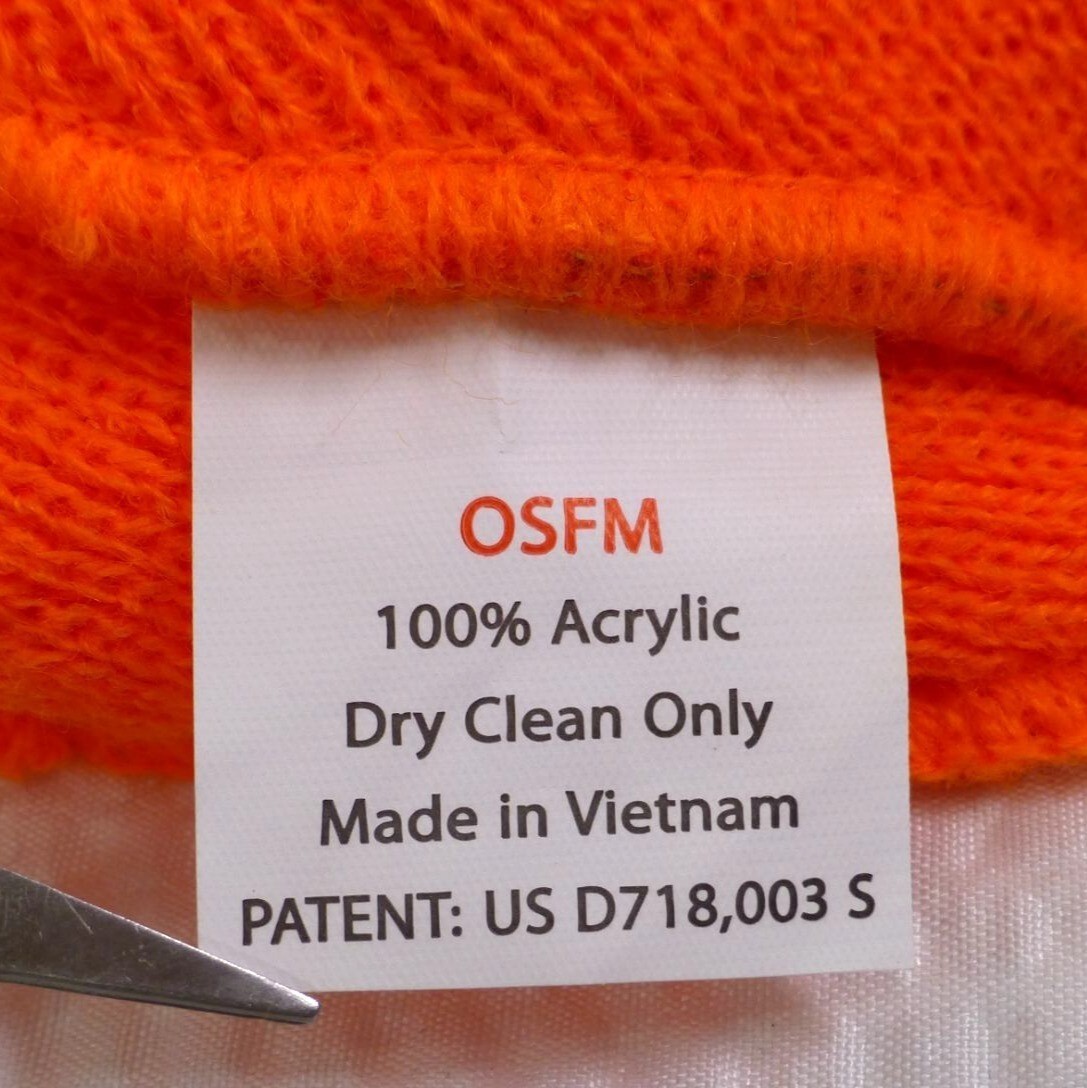 OSFM
100% Acrylic
Dry Clean Only
Made in Vietnam
PATENT: US D718,003 S